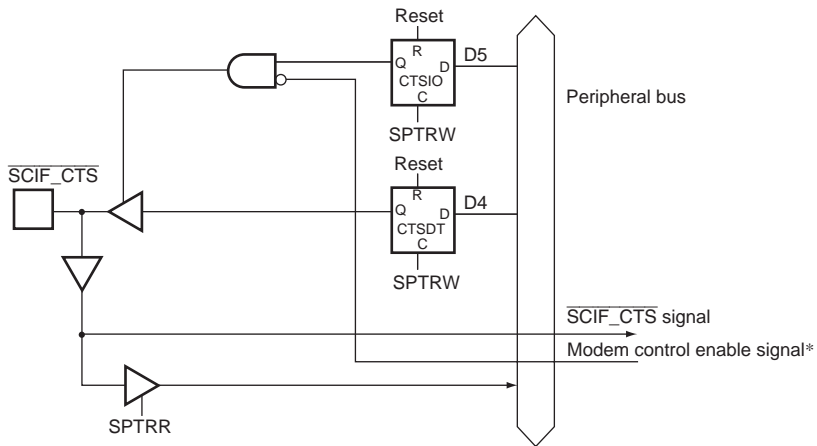 Reset
R
Q
D
D5
CTSIO
C
Peripheral bus
SPTRW
Reset
SCIF_CTS
R
Q
D
D4
CTSDT
C
SPTRW
SCIF_CTS signal
Modem control enable signal*
SPTRR